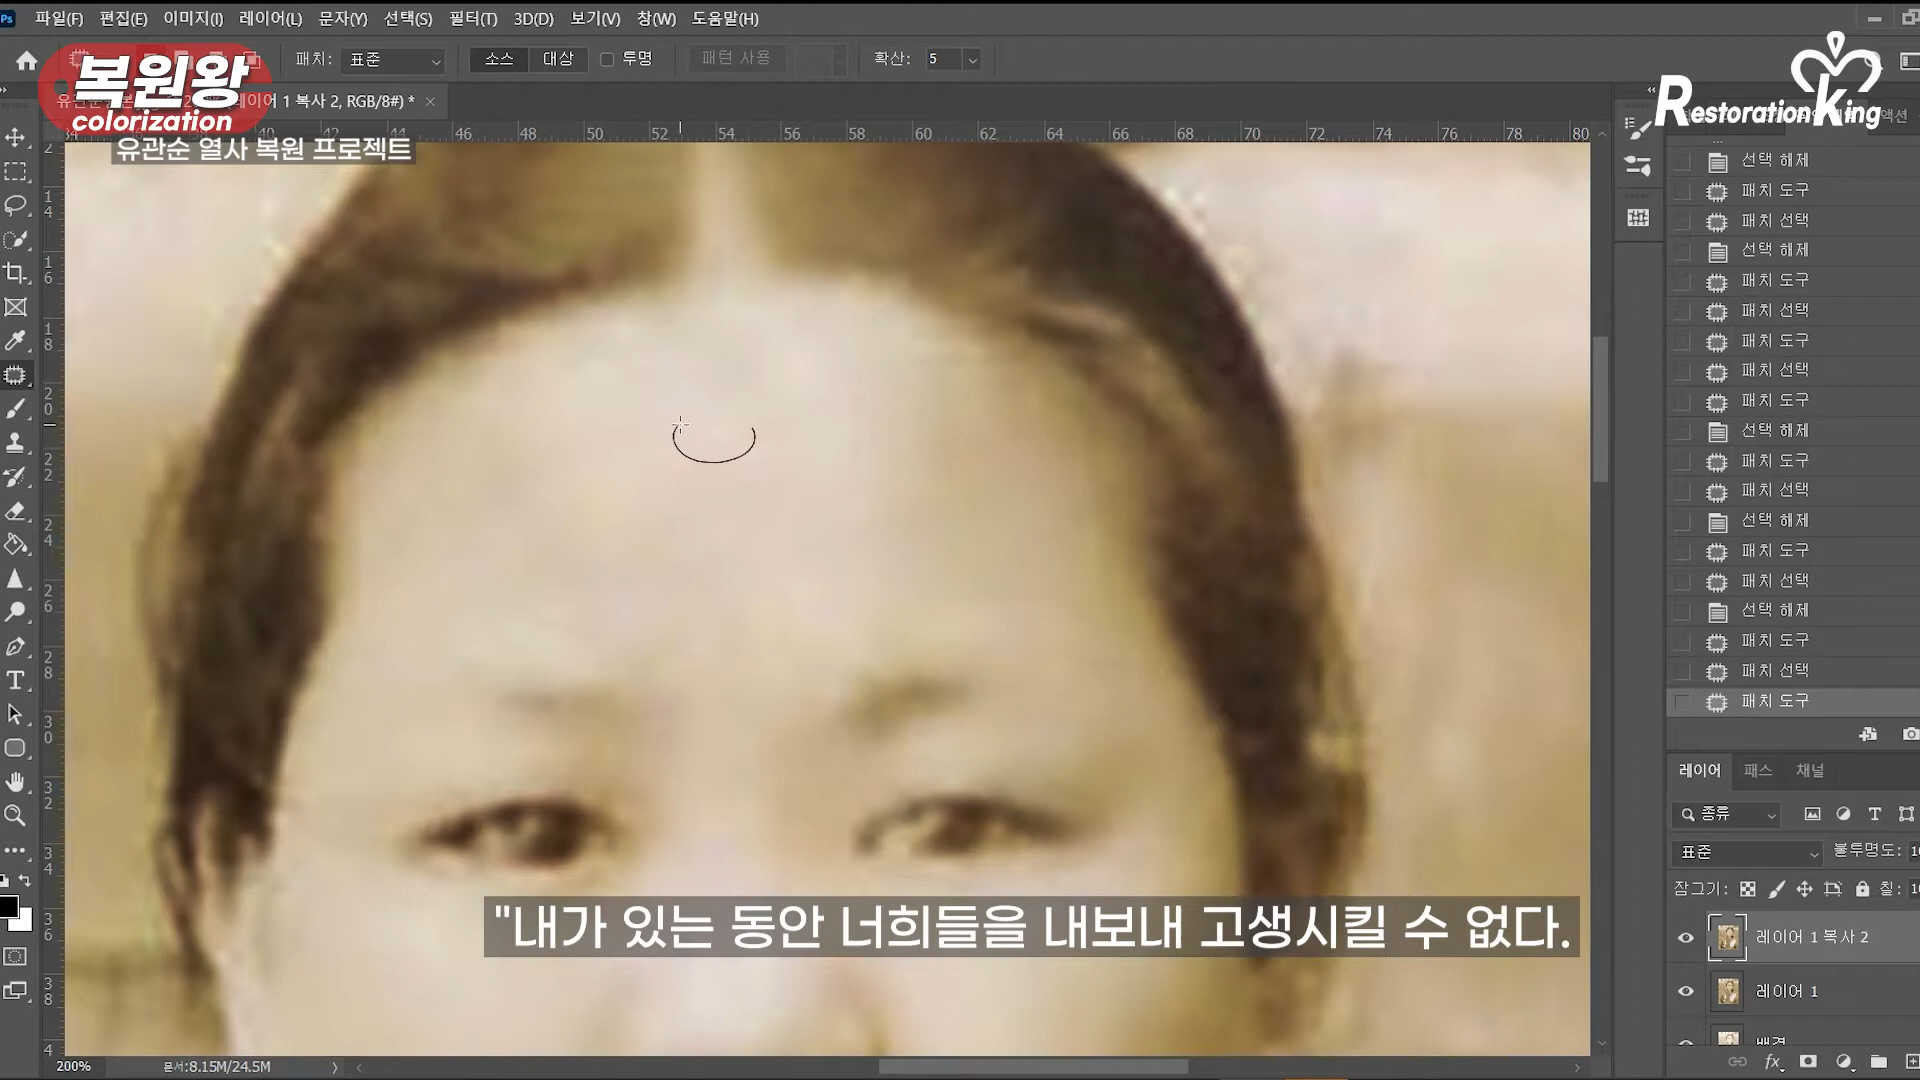 파일(F) 편집(E) 이미지(I) 레이어(L) 문자(Y) 선택(S) 필터(T) 3D(D) 보기(V) 창(W) 도움말(H)
패치: 표준 소스 대상 투명 패턴 사용 확산: 5
복원왕
colorization
레이어 1 복사 2, RGB/8#) *
유관순 열사 복원 프로젝트
Restoration King
액션
40 44 46 48 50 52 54 56 58 60 62 64 66 68 70 72 74 76 78 80
선택 해제
패치 도구
패치 선택
선택 해제
패치 도구
패치 선택
패치 도구
패치 선택
패치 도구
선택 해제
패치 도구
패치 선택
선택 해제
패치 도구
패치 선택
선택 해제
패치 도구
패치 선택
패치 도구
레이어 패스 채널
종류
표준 불투명도:
잠그기: 칠:
레이어 1 복사 2
레이어 1
배경
"내가 있는 동안 너희들을 내보내 고생시킬 수 없다.
200% 문서:8.15M/24.5M